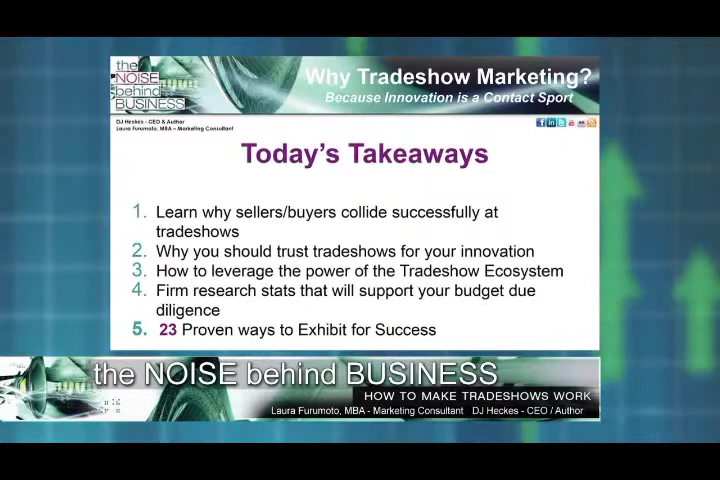 the
NOISE
behind
BUSINESS
Why Tradeshow Marketing?
Because Innovation is a Contact Sport
DJ Heckes - CEO & Author
Laura Furumoto, MBA – Marketing Consultant
Today's Takeaways
1. Learn why sellers/buyers collide successfully at
tradeshows
2. Why you should trust tradeshows for your innovation
3. How to leverage the power of the Tradeshow Ecosystem
4. Firm research stats that will support your budget due
diligence
5. 23 Proven ways to Exhibit for Success
the NOISE behind BUSINESS
HOW TO MAKE TRADESHOWS WORK
Laura Furumoto, MBA - Marketing Consultant DJ Heckes - CEO / Author